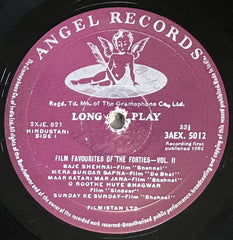 ANGEL RECORDS
Regd. Td. Mk. of The Gramophone Co., Ltd.
LONG PLAY
2XJE. 821
HINDUSTANI
SIDE 1
33⅓
3AEX. 5012
Recording first
published 1962
FILM FAVOURITES OF THE FORTIES—VOL. II
BAJE SHEHNAI—Film "Shehnai"
MERA SUNDAR SAPNA—Film "Do Bhai"
MAAR KATARI MAR JANA—Film "Shehnai"
O ROOTHE HUYE BHAGWAN
Film "Sindoor"
SUNDAY KE SUNDAY—Film "Shehnai"
FILMISTAN LTD.